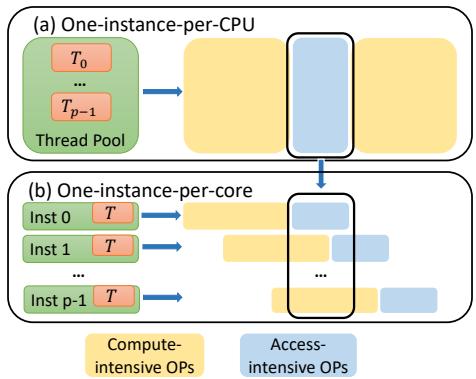 (a) One-instance-per-CPU
T₀
...
Tₚ₋₁
Thread Pool
(b) One-instance-per-core
Inst 0 T
Inst 1 T
... ...
Inst p-1 T
Compute-
intensive OPs
Access-
intensive OPs